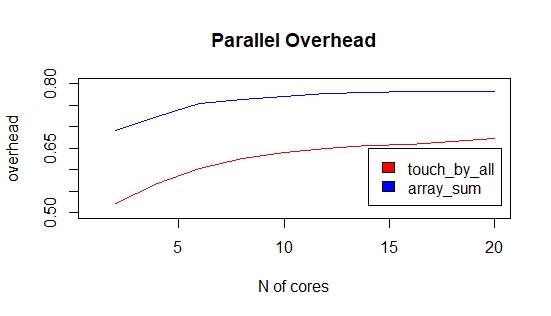 Parallel Overhead
overhead
0.80
0.65
0.50
touch_by_all
array_sum
5
10
15
20
N of cores